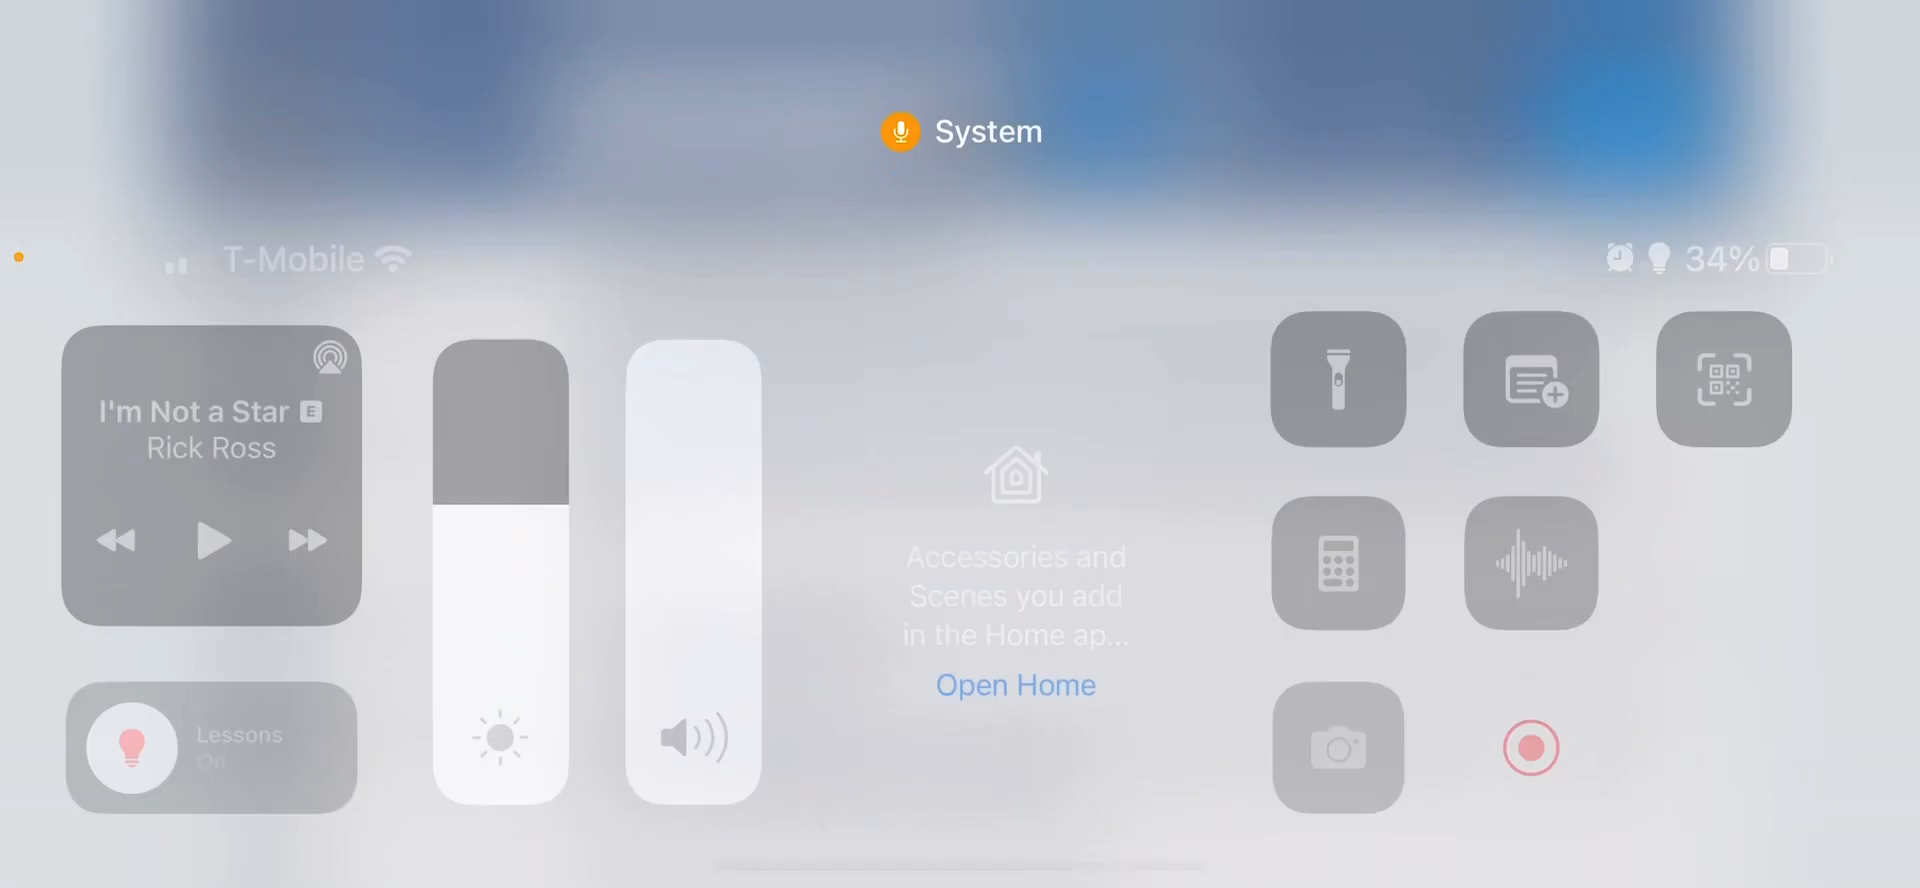 System
T-Mobile
34%
I'm Not a Star E
Rick Ross
Accessories and
Scenes you add
in the Home ap...
Open Home
Lessons
On